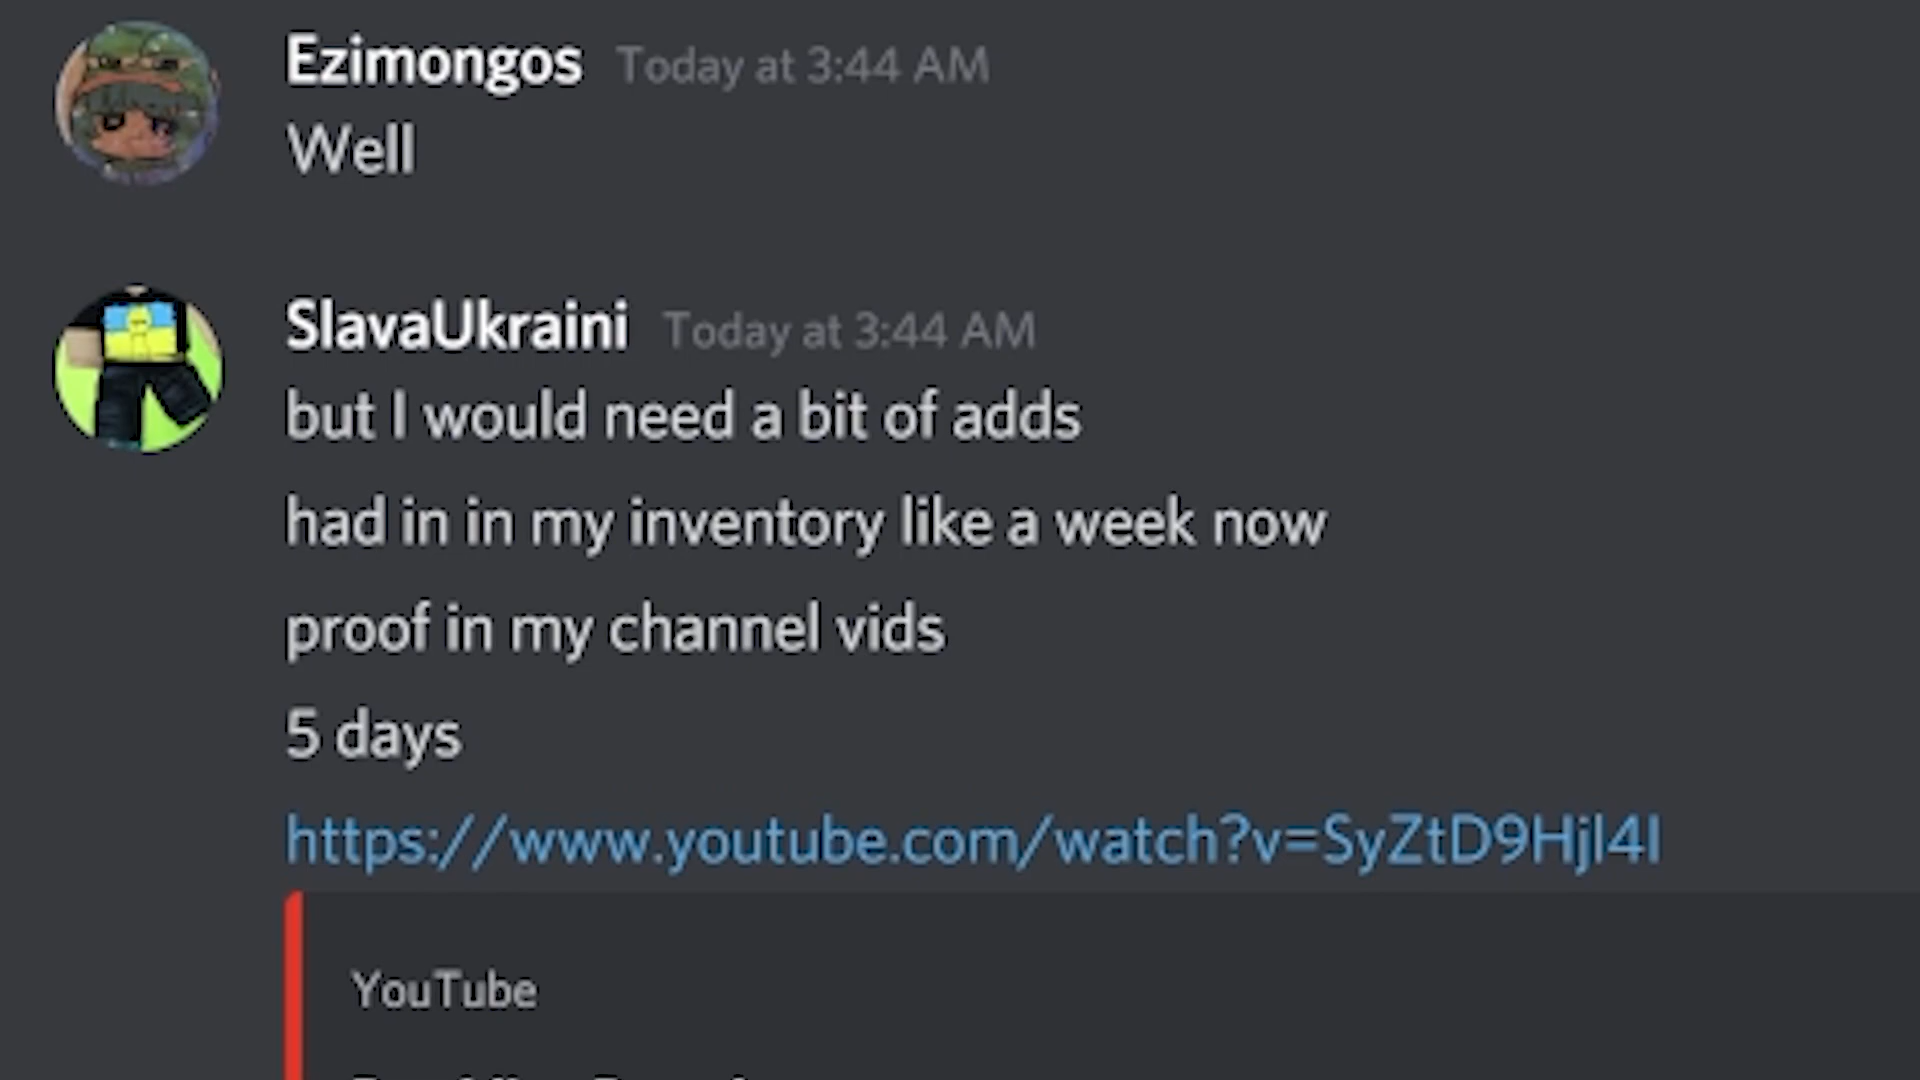 Ezimongos Today at 3:44 AM
Well
SlavaUkraini Today at 3:44 AM
but I would need a bit of adds
had in in my inventory like a week now
proof in my channel vids
5 days
https://www.youtube.com/watch?v=SyZtD9HjI4I
YouTube